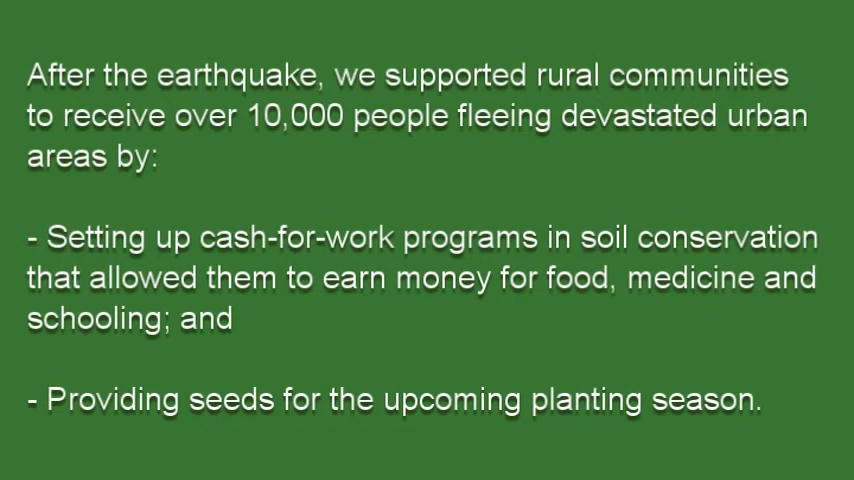 After the earthquake, we supported rural communities
to receive over 10,000 people fleeing devastated urban
areas by:
- Setting up cash-for-work programs in soil conservation
that allowed them to earn money for food, medicine and
schooling; and
- Providing seeds for the upcoming planting season.